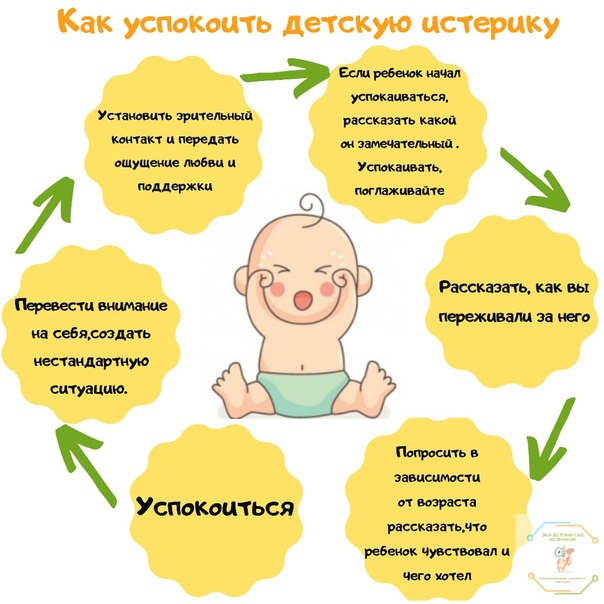 Как успокоить детскую истерику
Установить зрительный
контакт и передать
ощущение любви и
поддержки
Если ребенок начал
успокаиваться,
рассказать какой
он замечательный .
Успокаивать,
поглаживайте
Рассказать, как вы
переживали за него
Попросить в
зависимости
от возраста
рассказать,что
ребенок чувствовал и
чего хотел
Успокоиться
Перевести внимание
на себя,создать
нестандартную
ситуацию.